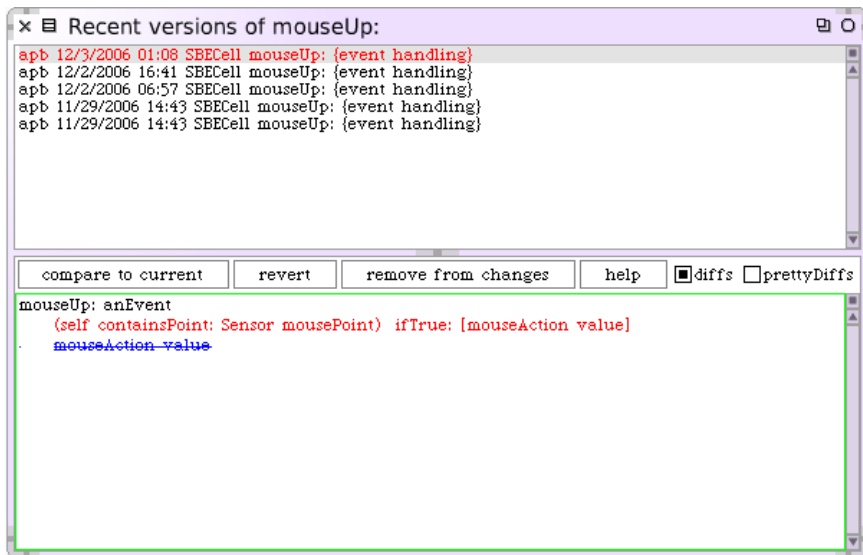 Recent versions of mouseUp:
apb 12/3/2006 01:08 SBECell mouseUp: {event handling}
apb 12/2/2006 16:41 SBECell mouseUp: {event handling}
apb 12/2/2006 06:57 SBECell mouseUp: {event handling}
apb 11/29/2006 14:43 SBECell mouseUp: {event handling}
apb 11/29/2006 14:43 SBECell mouseUp: {event handling}
compare to current revert remove from changes help diffs prettyDiffs
mouseUp: anEvent
(self containsPoint: Sensor mousePoint) ifTrue: [mouseAction value]
mouseAction value